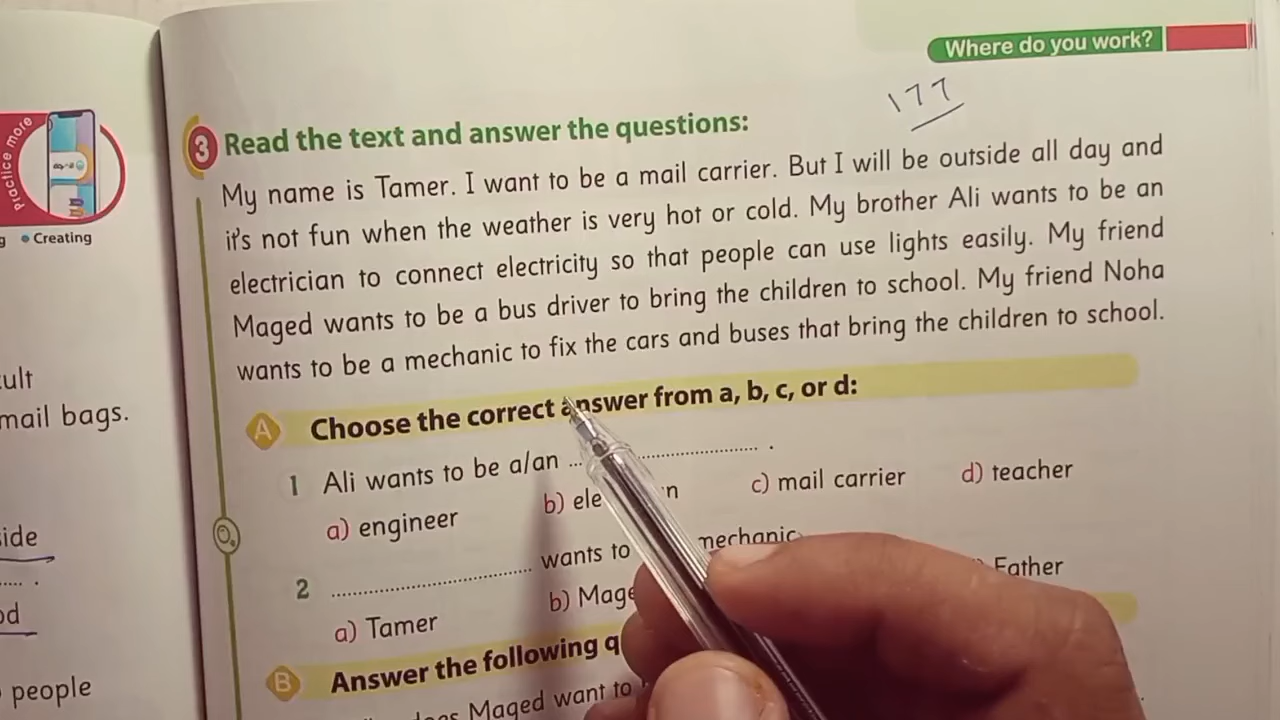 Where do you work?
177
Practice more
Creating
3 Read the text and answer the questions:
My name is Tamer. I want to be a mail carrier. But I will be outside all day and
it's not fun when the weather is very hot or cold. My brother Ali wants to be an
electrician to connect electricity so that people can use lights easily. My friend
Maged wants to be a bus driver to bring the children to school. My friend Noha
wants to be a mechanic to fix the cars and buses that bring the children to school.
mail bags.
A Choose the correct answer from a, b, c, or d:
1 Ali wants to be a/an ... .................... .
a) engineer b) c) mail carrier d) teacher
2 .............................. wants to mechanic
a) Tamer b) Father
people
B Answer the following
Maged want to